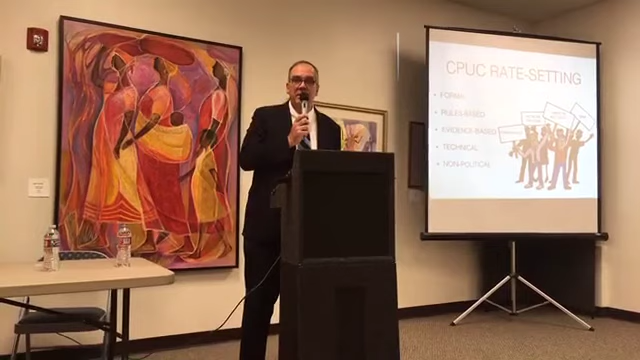 CPUC RATE-SETTING
• FORMAL
• RULES-BASED
• EVIDENCE-BASED
• TECHNICAL
• NON-POLITICAL